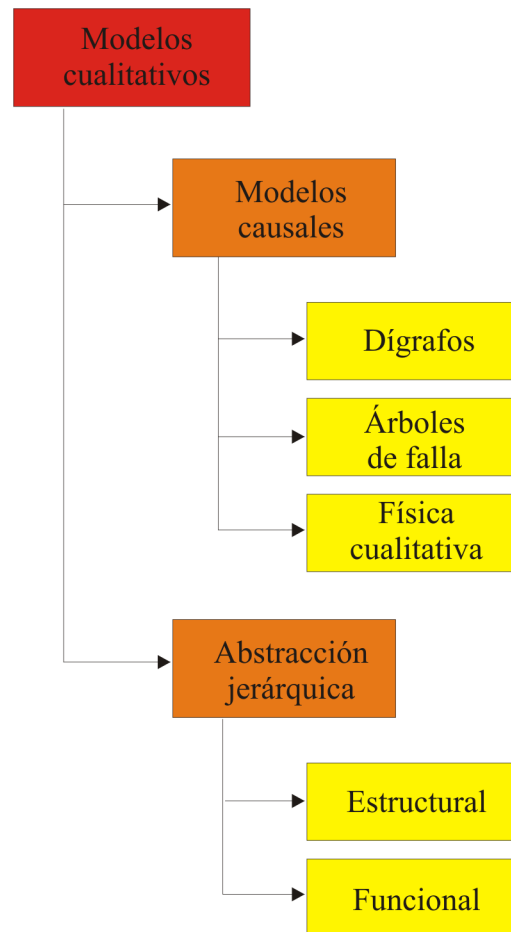 Modelos
cualitativos
Modelos
causales
Dígrafos
Árboles
de falla
Física
cualitativa
Abstracción
jerárquica
Estructural
Funcional